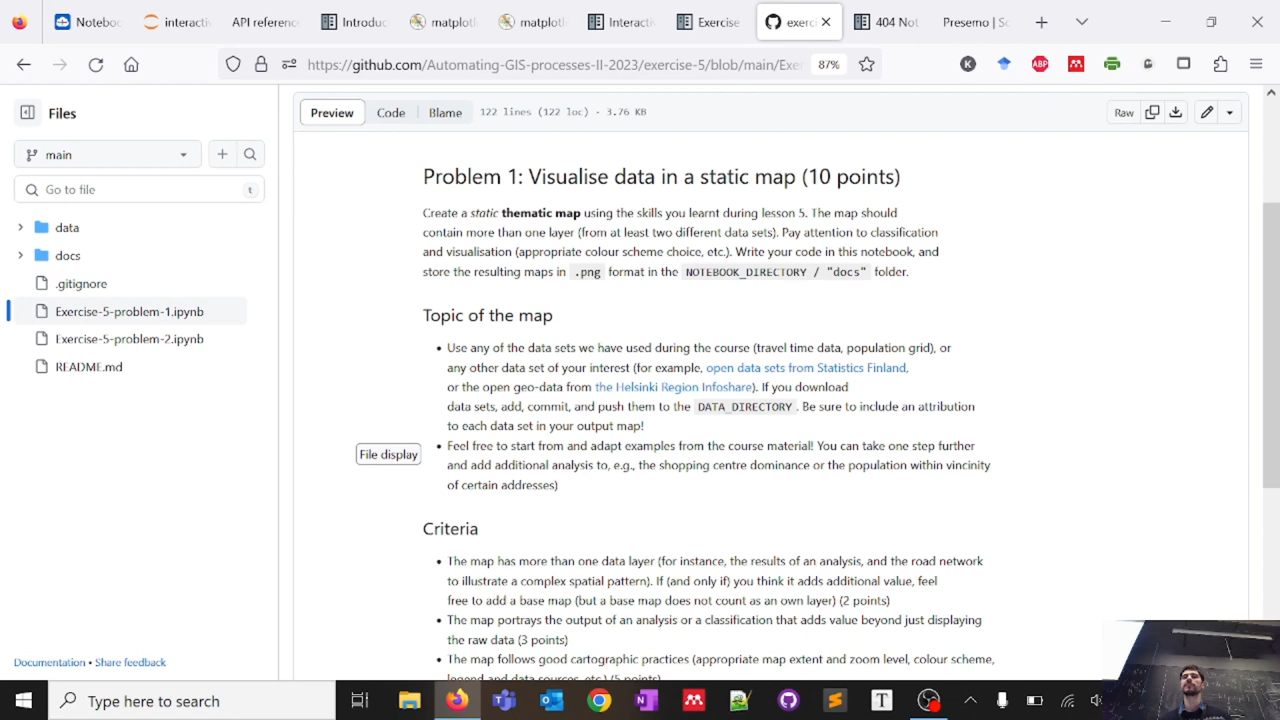 Noteb
interacti
API referenc
Introduc
matplotl
matplotl
Interacti
Exercise
exerci
404 Not
Presemo | So
https://github.com/Automating-GIS-processes-II-2023/exercise-5/blob/main/Exer
87%
K
ABP
Files
Preview
Code
Blame
122 lines (122 loc) · 3.76 KB
Raw
main
Go to file
t
data
docs
.gitignore
Exercise-5-problem-1.ipynb
Exercise-5-problem-2.ipynb
README.md
Problem 1: Visualise data in a static map (10 points)
Create a static thematic map using the skills you learnt during lesson 5. The map should
contain more than one layer (from at least two different data sets). Pay attention to classification
and visualisation (appropriate colour scheme choice, etc.). Write your code in this notebook, and
store the resulting maps in .png format in the NOTEBOOK_DIRECTORY / "docs" folder.
Topic of the map
• Use any of the data sets we have used during the course (travel time data, population grid), or
any other data set of your interest (for example, open data sets from Statistics Finland,
or the open geo-data from the Helsinki Region Infoshare). If you download
data sets, add, commit, and push them to the DATA_DIRECTORY. Be sure to include an attribution
to each data set in your output map!
• Feel free to start from and adapt examples from the course material! You can take one step further
and add additional analysis to, e.g., the shopping centre dominance or the population within vincinity
of certain addresses)
File display
Criteria
• The map has more than one data layer (for instance, the results of an analysis, and the road network
to illustrate a complex spatial pattern). If (and only if) you think it adds additional value, feel
free to add a base map (but a base map does not count as an own layer) (2 points)
• The map portrays the output of an analysis or a classification that adds value beyond just displaying
the raw data (3 points)
• The map follows good cartographic practices (appropriate map extent and zoom level, colour scheme,
legend and data sources, etc.) (5 points)
Documentation • Share feedback
Type here to search